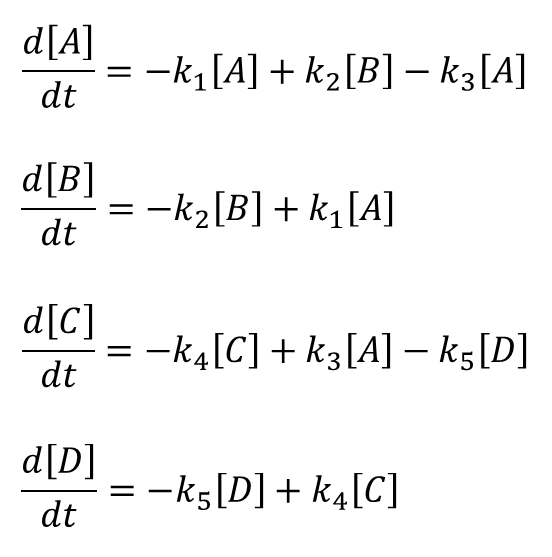 d[A]/dt = −k₁[A] + k₂[B] − k₃[A]
d[B]/dt = −k₂[B] + k₁[A]
d[C]/dt = −k₄[C] + k₃[A] − k₅[D]
d[D]/dt = −k₅[D] + k₄[C]